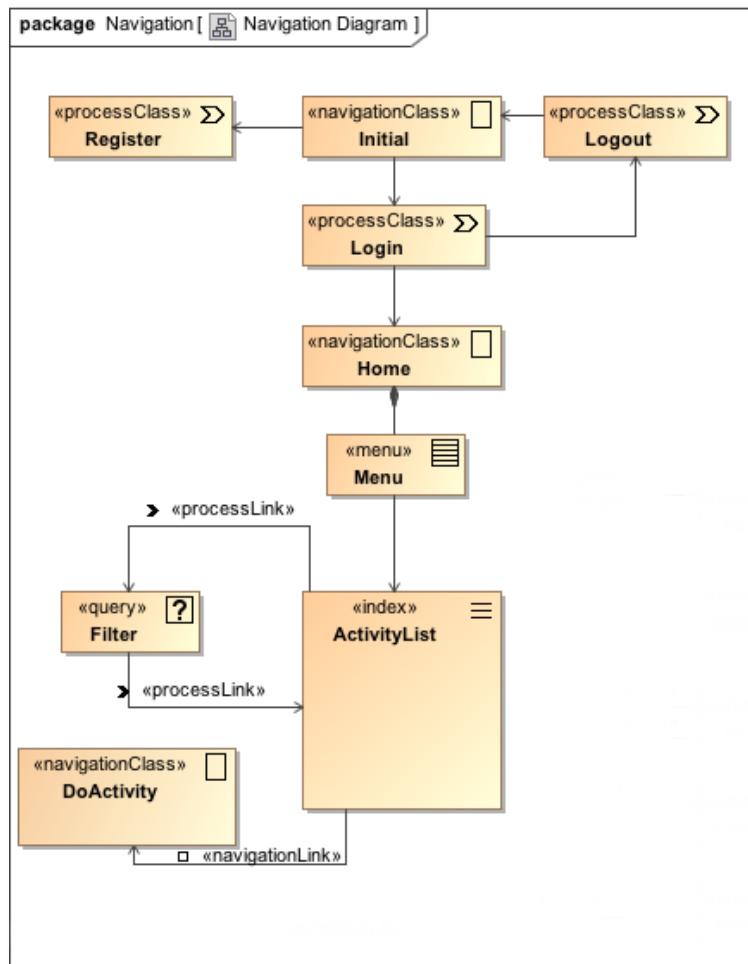 package Navigation [ Navigation Diagram ]
«processClass»
Register
«navigationClass»
Initial
«processClass»
Logout
«processClass»
Login
«navigationClass»
Home
«menu»
Menu
«processLink»
«query»
?
Filter
«index»
ActivityList
«processLink»
«navigationClass»
DoActivity
«navigationLink»